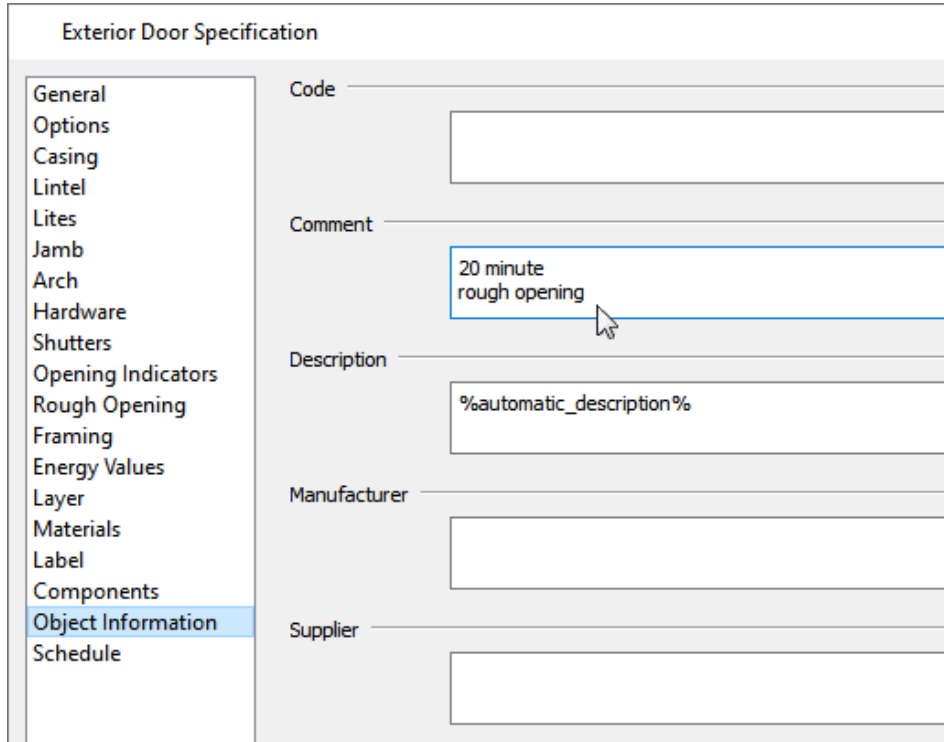 Exterior Door Specification
General
Options
Casing
Lintel
Lites
Jamb
Arch
Hardware
Shutters
Opening Indicators
Rough Opening
Framing
Energy Values
Layer
Materials
Label
Components
Object Information
Schedule
Code
Comment
20 minute
rough opening
Description
%automatic_description%
Manufacturer
Supplier